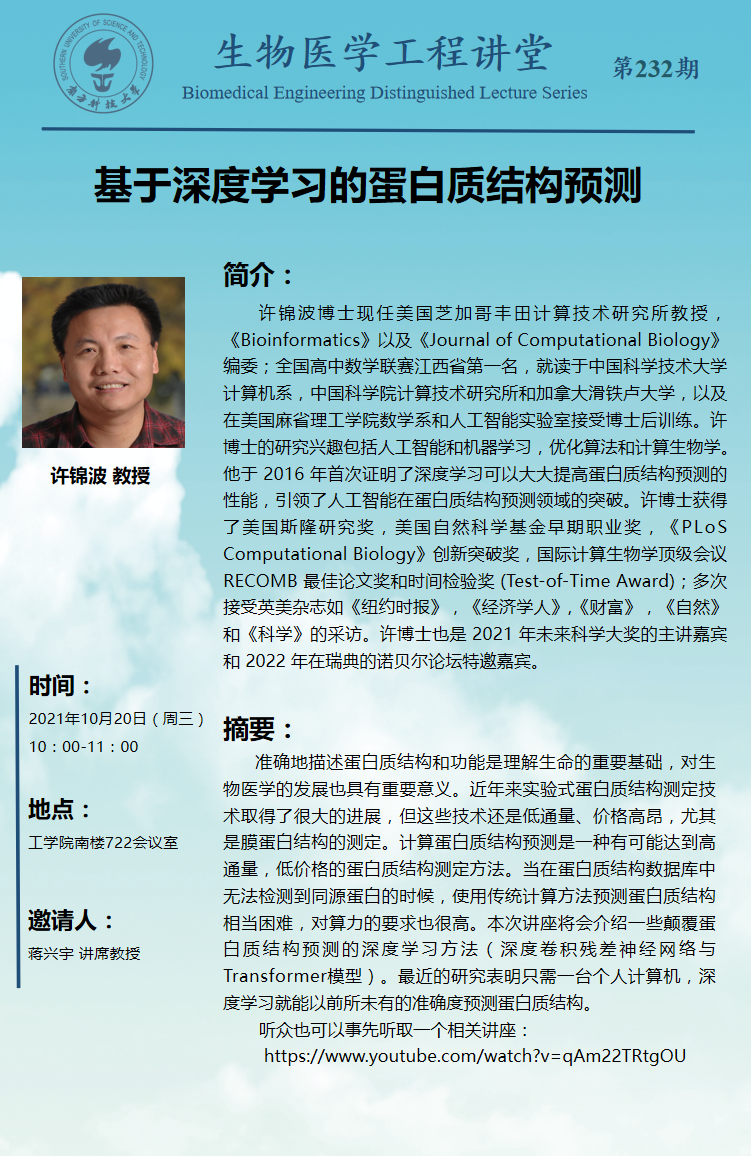 SOUTHERN UNIVERSITY OF SCIENCE AND TECHNOLOGY
南方科技大学
生物医学工程讲堂
第232期
Biomedical Engineering Distinguished Lecture Series
基于深度学习的蛋白质结构预测
许锦波 教授
简介：
许锦波博士现任美国芝加哥丰田计算技术研究所教授，
《Bioinformatics》以及《Journal of Computational Biology》
编委；全国高中数学联赛江西省第一名，就读于中国科学技术大学
计算机系，中国科学院计算技术研究所和加拿大滑铁卢大学，以及
在美国麻省理工学院数学系和人工智能实验室接受博士后训练。许
博士的研究兴趣包括人工智能和机器学习，优化算法和计算生物学。
他于 2016 年首次证明了深度学习可以大大提高蛋白质结构预测的
性能，引领了人工智能在蛋白质结构预测领域的突破。许博士获得
了美国斯隆研究奖，美国自然科学基金早期职业奖，《PLoS
Computational Biology》创新突破奖，国际计算生物学顶级会议
RECOMB 最佳论文奖和时间检验奖 (Test-of-Time Award)；多次
接受英美杂志如《纽约时报》，《经济学人》,《财富》，《自然》
和《科学》的采访。许博士也是 2021 年未来科学大奖的主讲嘉宾
和 2022 年在瑞典的诺贝尔论坛特邀嘉宾。
时间：
2021年10月20日（周三）
10：00-11：00
地点：
工学院南楼722会议室
邀请人：
蒋兴宇 讲席教授
摘要：
准确地描述蛋白质结构和功能是理解生命的重要基础，对生
物医学的发展也具有重要意义。近年来实验式蛋白质结构测定技
术取得了很大的进展，但这些技术还是低通量、价格高昂，尤其
是膜蛋白结构的测定。计算蛋白质结构预测是一种有可能达到高
通量，低价格的蛋白质结构测定方法。当在蛋白质结构数据库中
无法检测到同源蛋白的时候，使用传统计算方法预测蛋白质结构
相当困难，对算力的要求也很高。本次讲座将会介绍一些颠覆蛋
白质结构预测的深度学习方法（深度卷积残差神经网络与
Transformer模型）。最近的研究表明只需一台个人计算机，深
度学习就能以前所未有的准确度预测蛋白质结构。
听众也可以事先听取一个相关讲座：
https://www.youtube.com/watch?v=qAm22TRtgOU